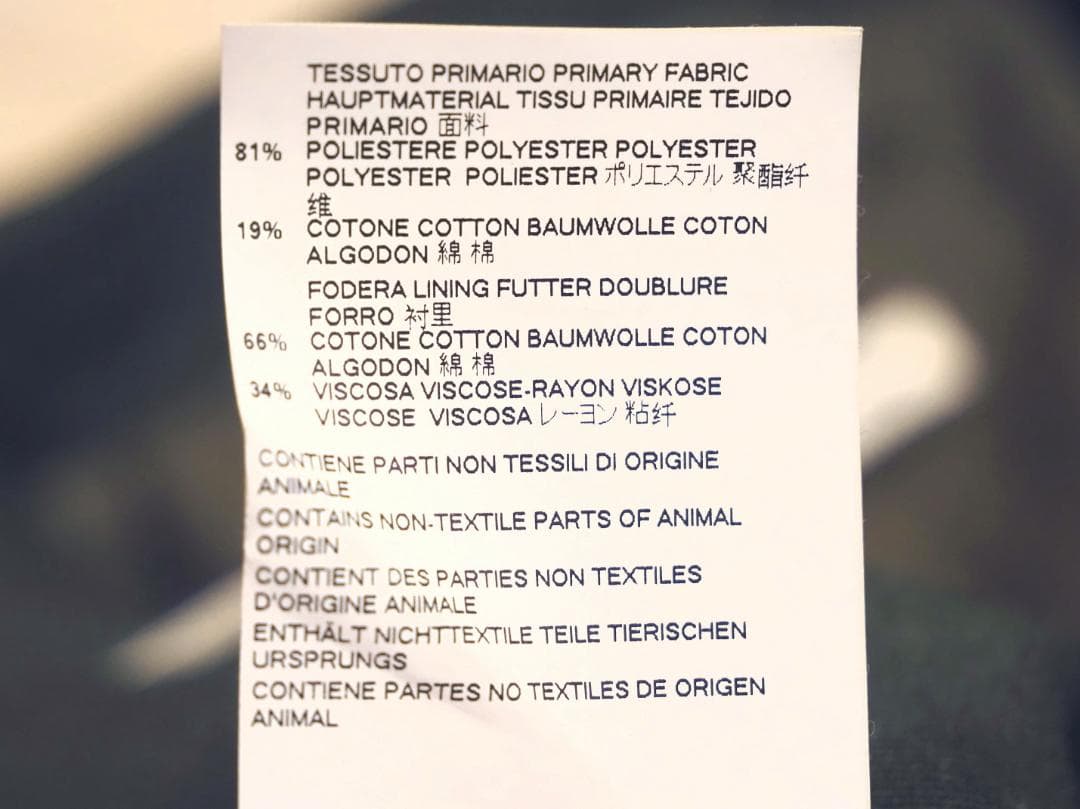 TESSUTO PRIMARIO PRIMARY FABRIC
HAUPTMATERIAL TISSU PRIMAIRE TEJIDO
PRIMARIO 面料
81% POLIESTERE POLYESTER POLYESTER
POLYESTER POLIESTER ポリエステル 聚酯纤
维
19% COTONE COTTON BAUMWOLLE COTON
ALGODON 綿 棉
FODERA LINING FUTTER DOUBLURE
FORRO 衬里
66% COTONE COTTON BAUMWOLLE COTON
ALGODON 綿 棉
34% VISCOSA VISCOSE-RAYON VISKOSE
VISCOSE VISCOSA レーヨン 粘纤
CONTIENE PARTI NON TESSILI DI ORIGINE
ANIMALE
CONTAINS NON-TEXTILE PARTS OF ANIMAL
ORIGIN
CONTIENT DES PARTIES NON TEXTILES
D'ORIGINE ANIMALE
ENTHÄLT NICHTTEXTILE TEILE TIERISCHEN
URSPRUNGS
CONTIENE PARTES NO TEXTILES DE ORIGEN
ANIMAL